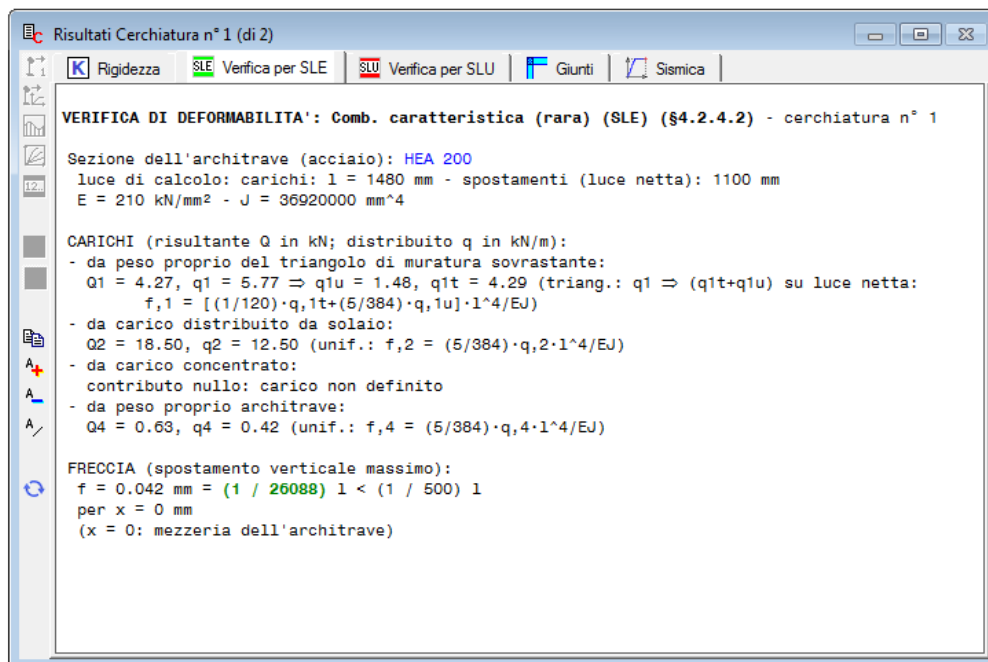 Risultati Cerchiatura n° 1 (di 2)
K Rigidezza SLE Verifica per SLE SLU Verifica per SLU Giunti Sismica
VERIFICA DI DEFORMABILITA': Comb. caratteristica (rara) (SLE) (§4.2.4.2) - cerchiatura n° 1
Sezione dell'architrave (acciaio): HEA 200
luce di calcolo: carichi: l = 1480 mm - spostamenti (luce netta): 1100 mm
E = 210 kN/mm² - J = 36920000 mm^4
CARICHI (risultante Q in kN; distribuito q in kN/m):
- da peso proprio del triangolo di muratura sovrastante:
Q1 = 4.27, q1 = 5.77 ⇒ q1u = 1.48, q1t = 4.29 (triang.: q1 ⇒ (q1t+q1u) su luce netta:
f,1 = [(1/120)·q,1t+(5/384)·q,1u]·l^4/EJ)
- da carico distribuito da solaio:
Q2 = 18.50, q2 = 12.50 (unif.: f,2 = (5/384)·q,2·l^4/EJ)
- da carico concentrato:
contributo nullo: carico non definito
- da peso proprio architrave:
Q4 = 0.63, q4 = 0.42 (unif.: f,4 = (5/384)·q,4·l^4/EJ)
FRECCIA (spostamento verticale massimo):
f = 0.042 mm = (1 / 26088) l < (1 / 500) l
per x = 0 mm
(x = 0: mezzeria dell'architrave)